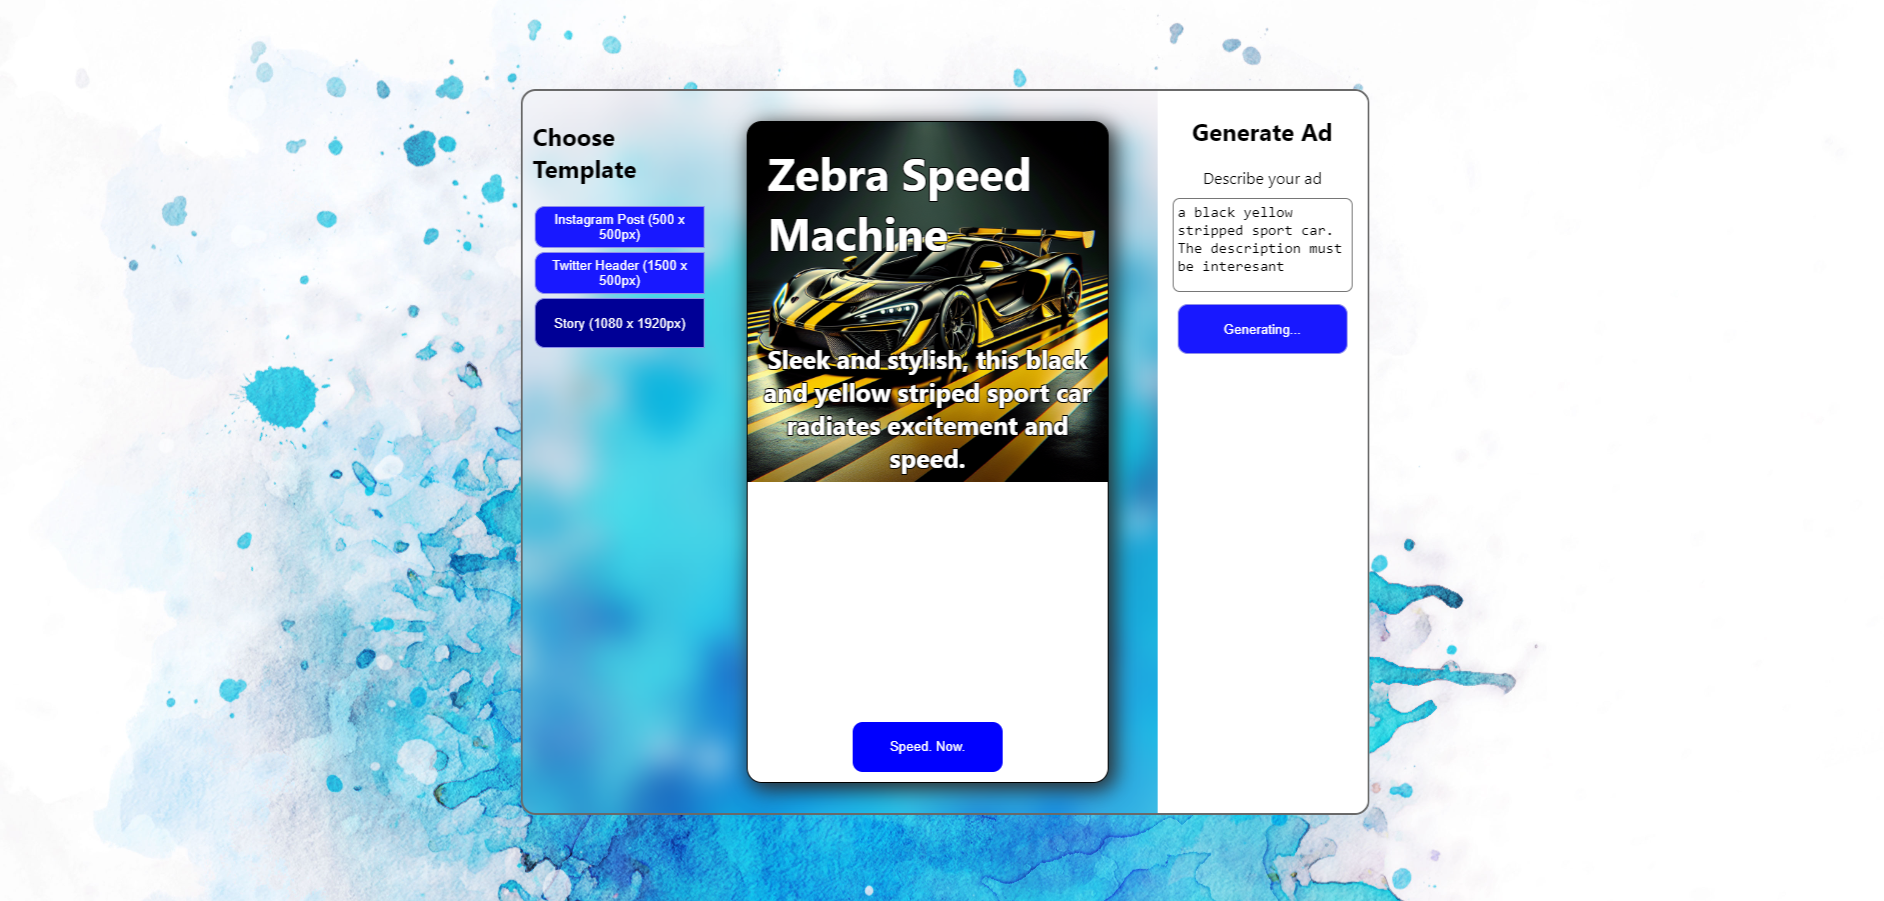 Choose
Template
Instagram Post (500 x
500px)
Twitter Header (1500 x
500px)
Story (1080 x 1920px)
Zebra Speed
Machine
Sleek and stylish, this black
and yellow striped sport car
radiates excitement and
speed.
Speed. Now.
Generate Ad
Describe your ad
a black yellow
stripped sport car.
The description must
be interesant
Generating...